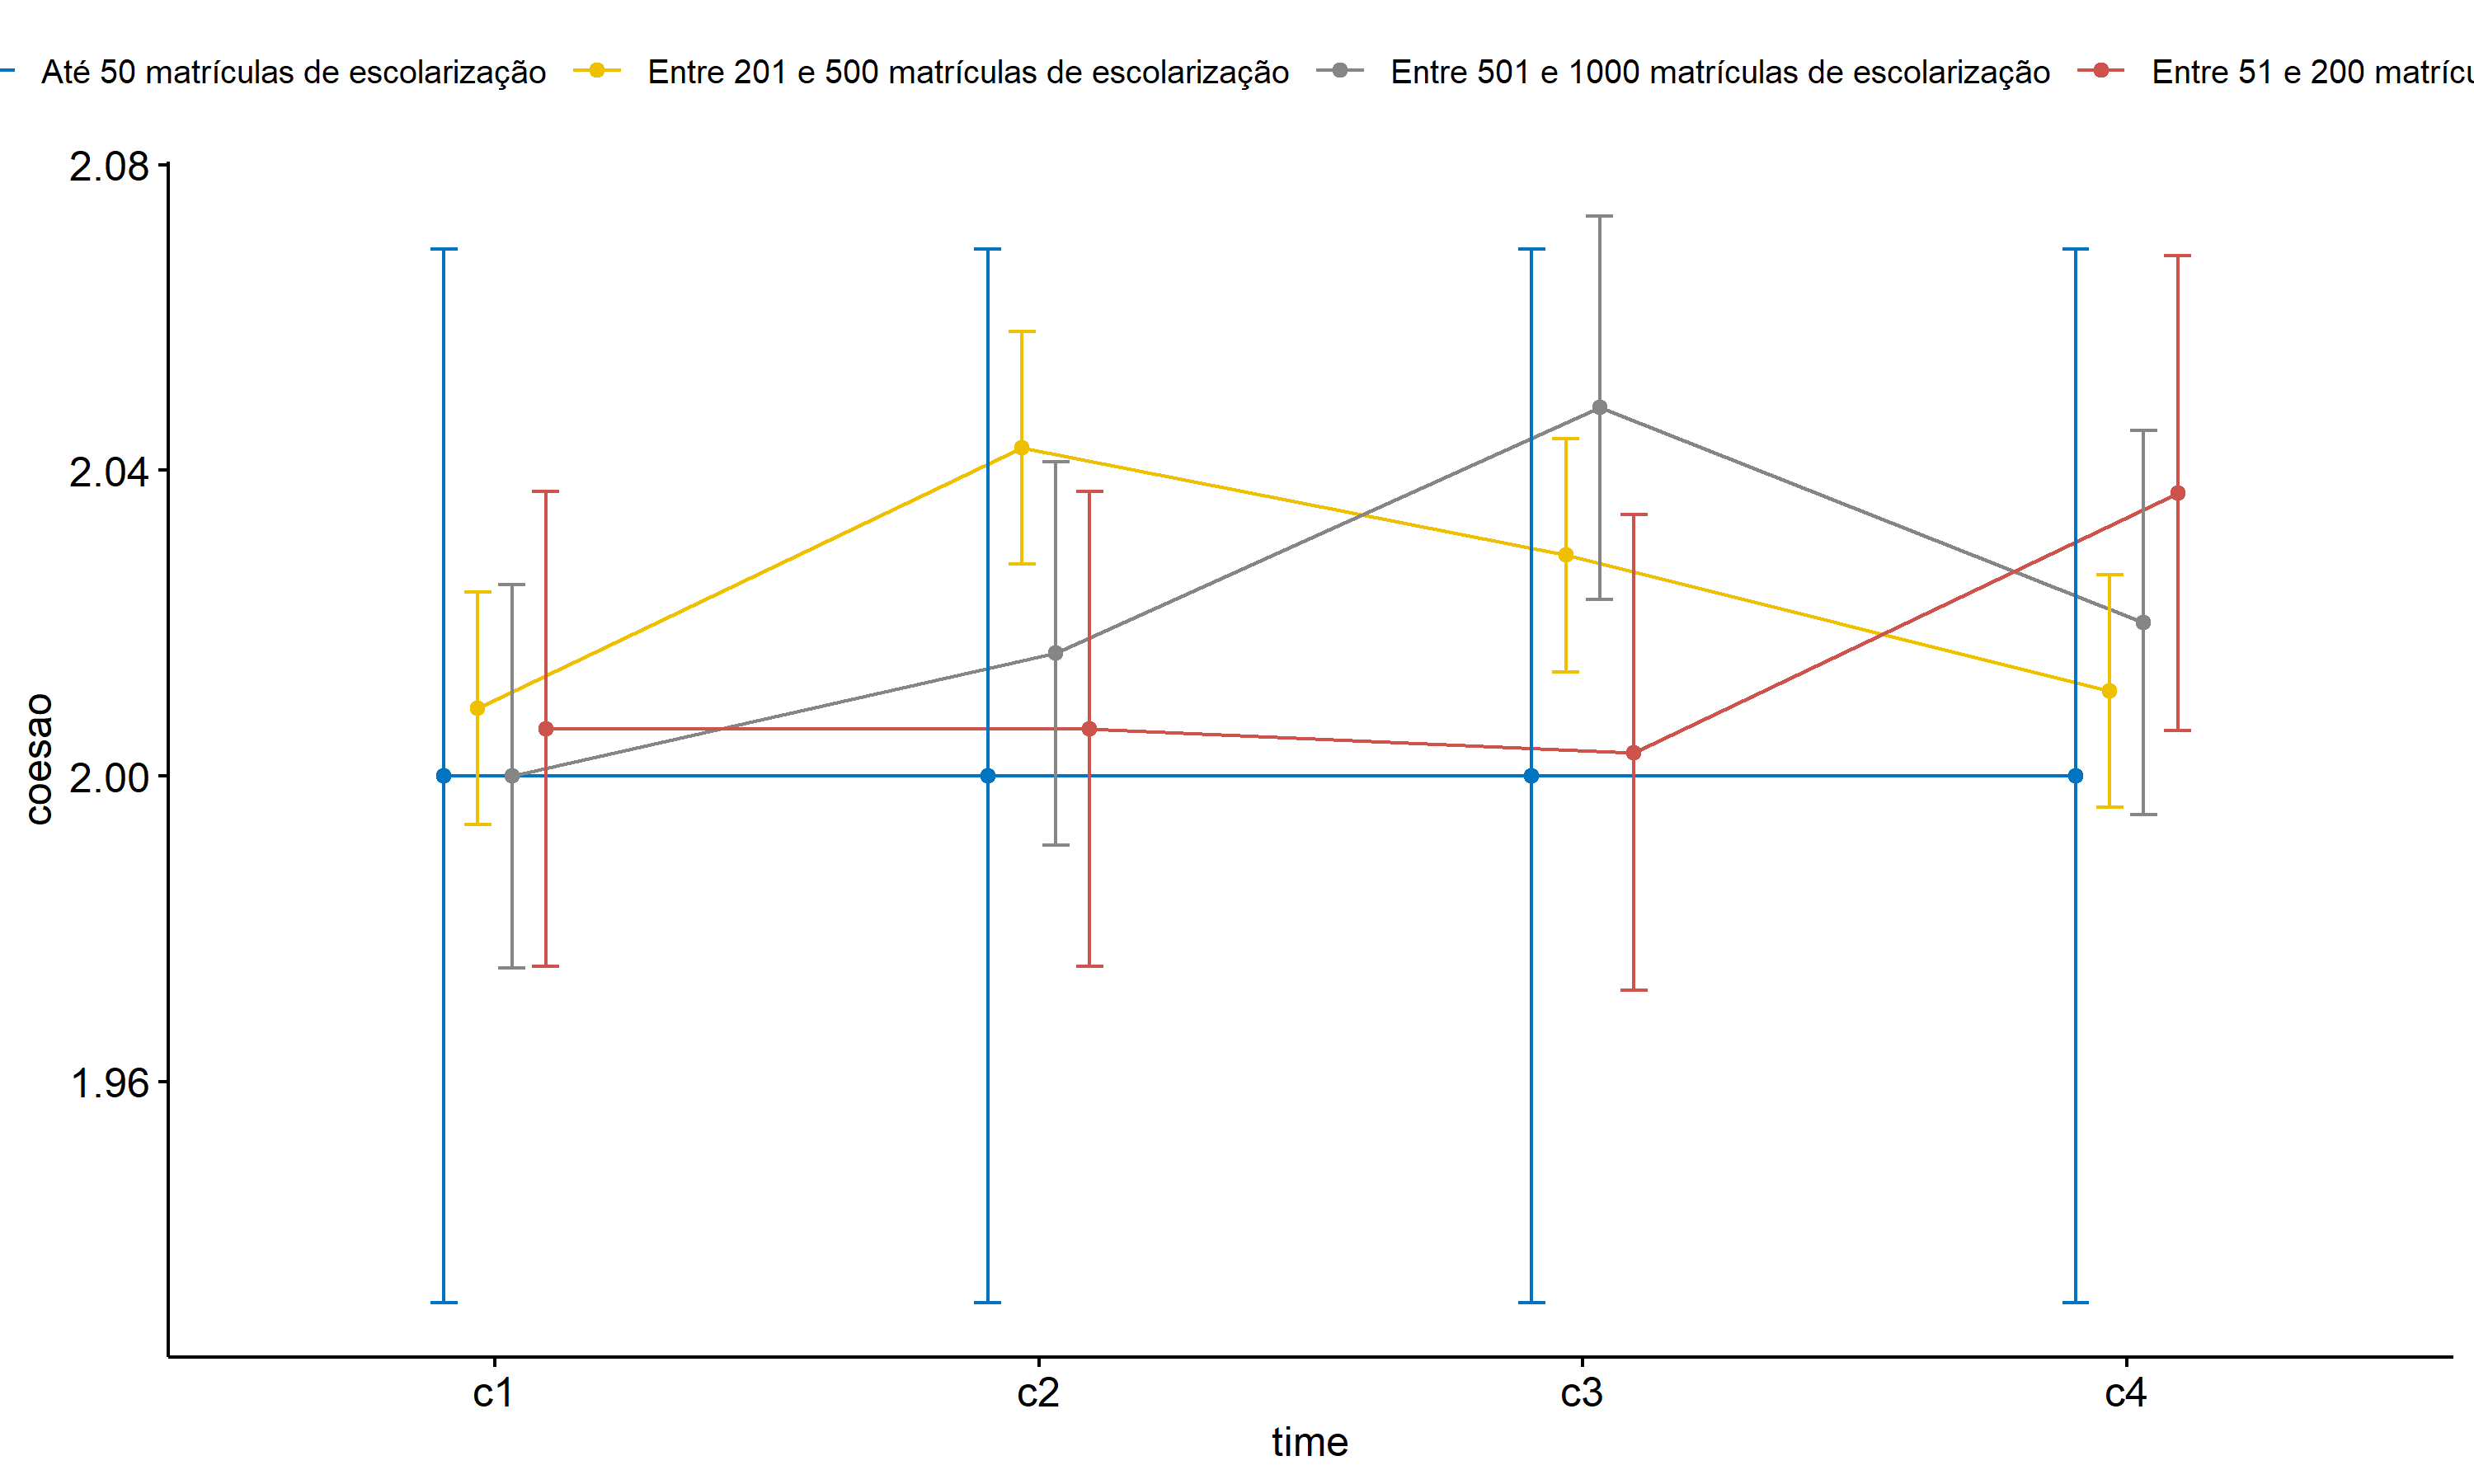 Até 50 matrículas de escolarização Entre 201 e 500 matrículas de escolarização Entre 501 e 1000 matrículas de escolarização Entre 51 e 200
2.08
2.04
2.00
1.96
coesao
c1 c2 c3 c4
time